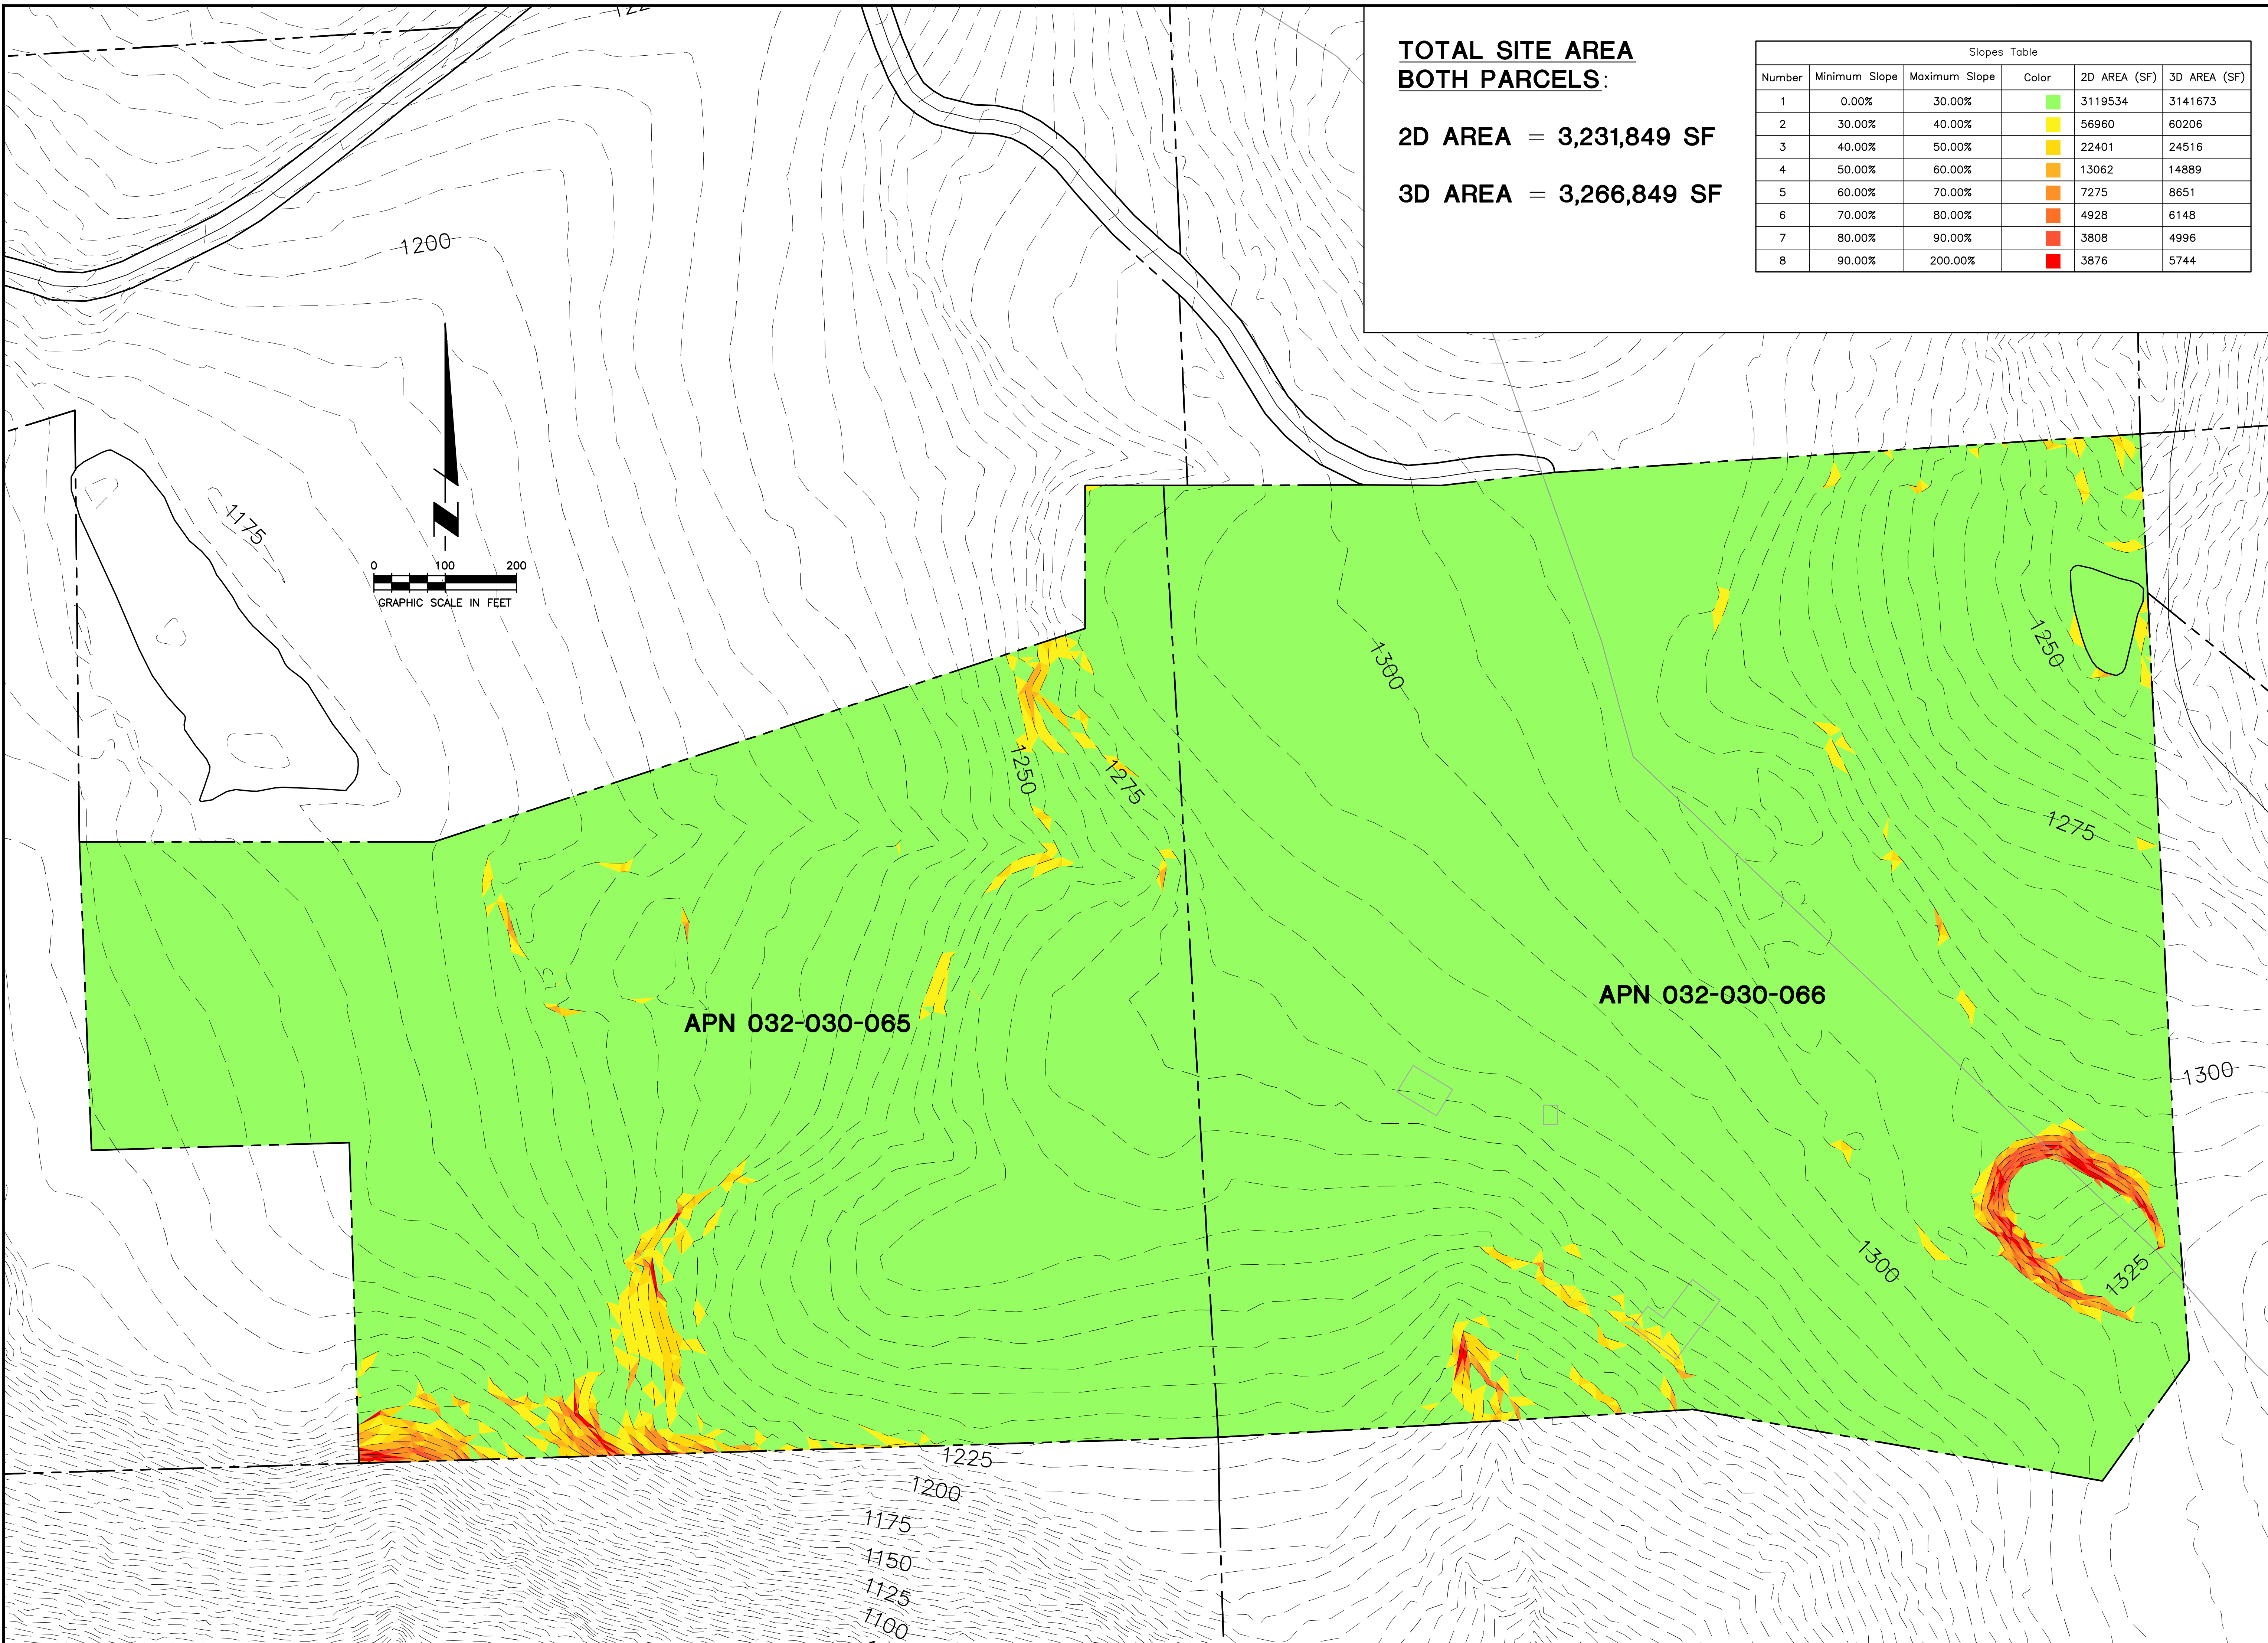 TOTAL SITE AREA
BOTH PARCELS:
2D AREA = 3,231,849 SF
3D AREA = 3,266,849 SF
Slopes Table
Number Minimum Slope Maximum Slope Color 2D AREA (SF) 3D AREA (SF)
1 0.00% 30.00% 3119534 3141673
2 30.00% 40.00% 56960 60206
3 40.00% 50.00% 22401 24516
4 50.00% 60.00% 13062 14889
5 60.00% 70.00% 7275 8651
6 70.00% 80.00% 4928 6148
7 80.00% 90.00% 3808 4996
8 90.00% 200.00% 3876 5744
1200
1175
N
0 100 200
GRAPHIC SCALE IN FEET
1300
1250
1250
1275
1275
APN 032-030-065
APN 032-030-066
1300
1300
1325
1225
1200
1175
1150
1125
1100